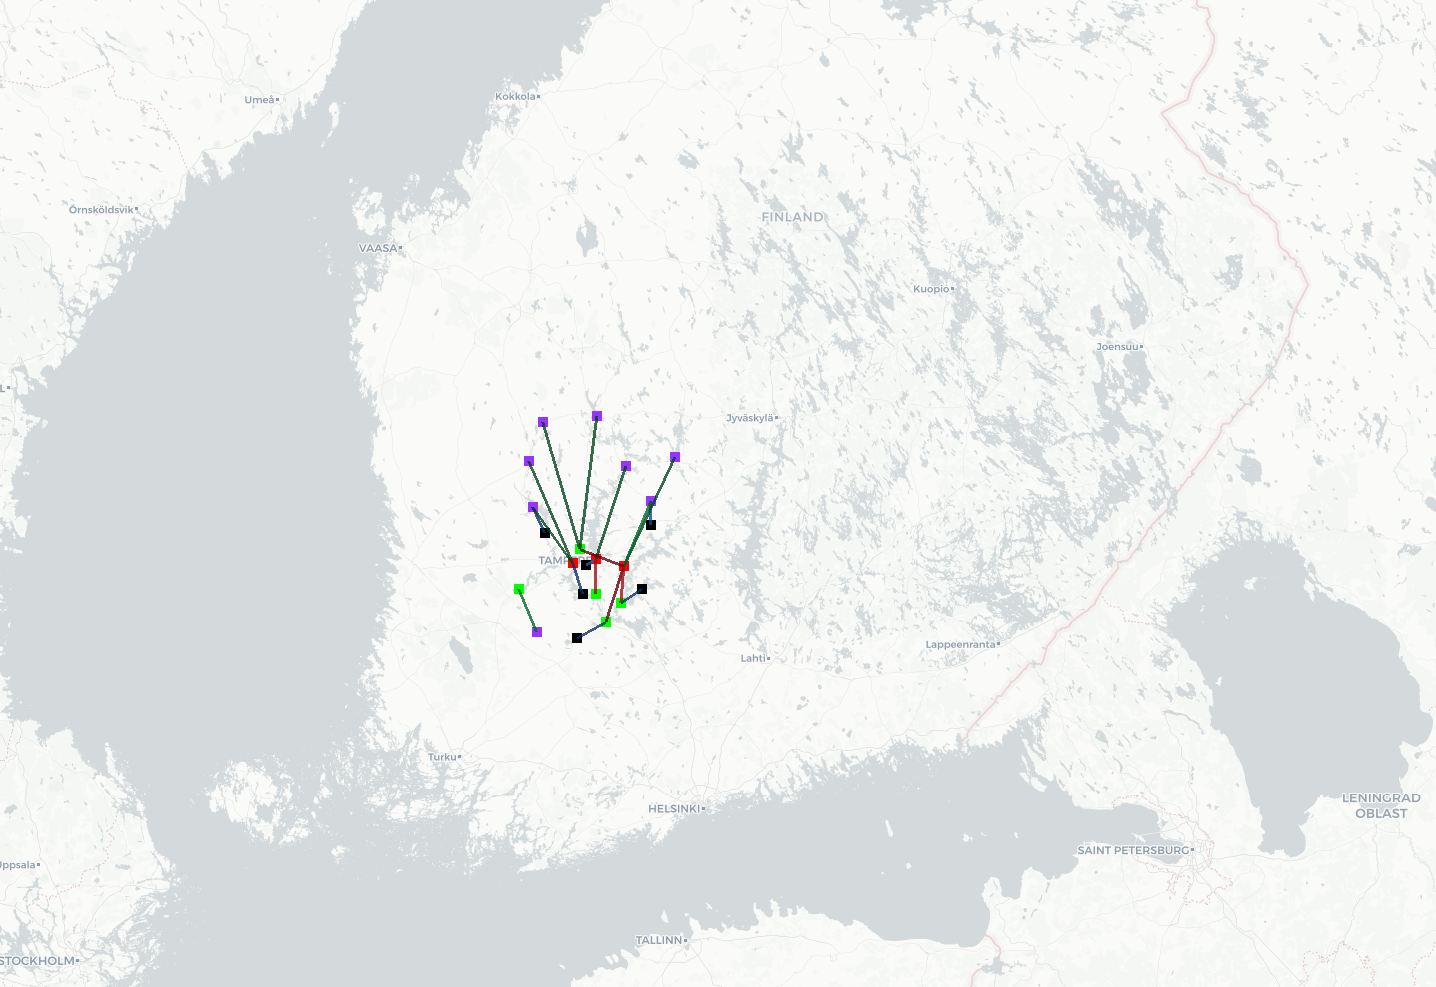 Kokkola
Umeå
Örnsköldsvik
FINLAND
VAASA
Kuopio
Joensuu
Jyväskylä
TAMP
Lappeenranta
Lahti
Turku
HELSINKI
LENINGRAD
OBLAST
SAINT PETERSBURG
Uppsala
TALLINN
STOCKHOLM